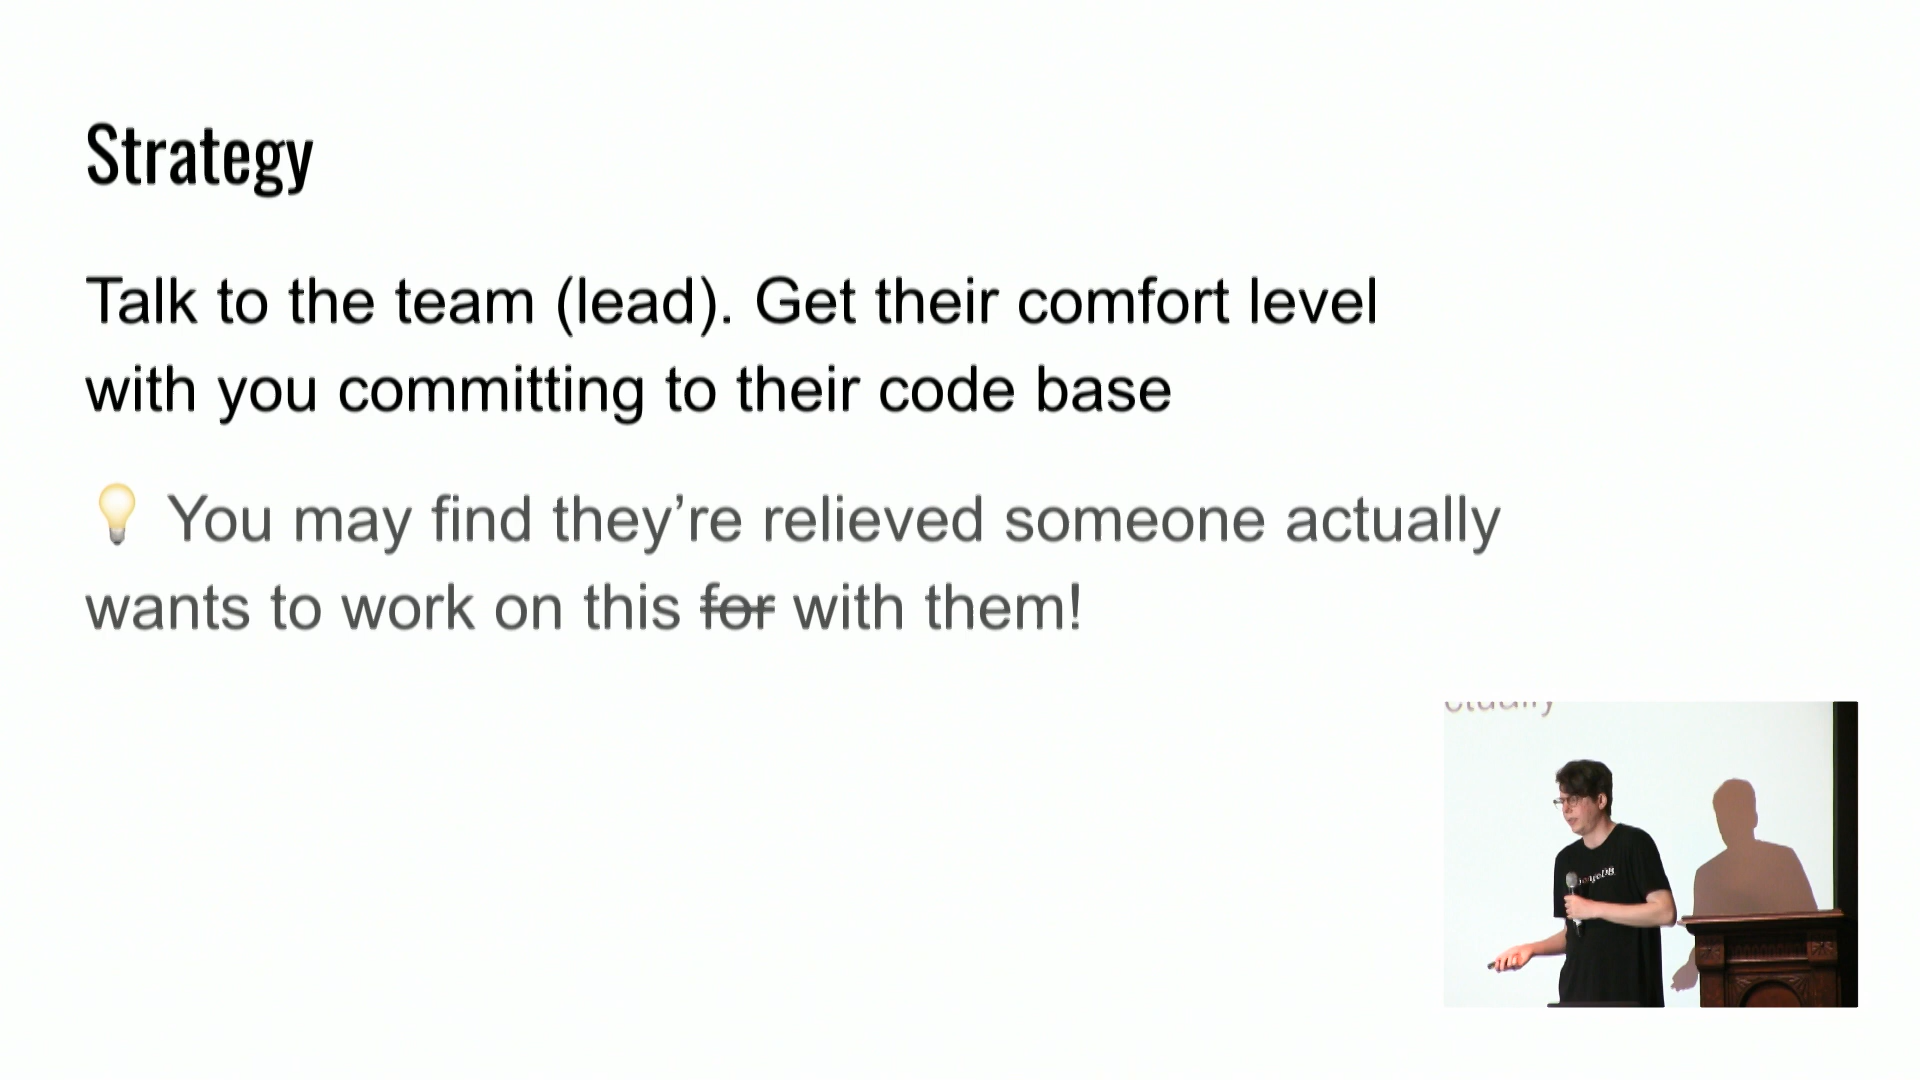 Strategy
Talk to the team (lead). Get their comfort level
with you committing to their code base
💡 You may find they’re relieved someone actually
wants to work on this ~~for~~ with them!
ctually